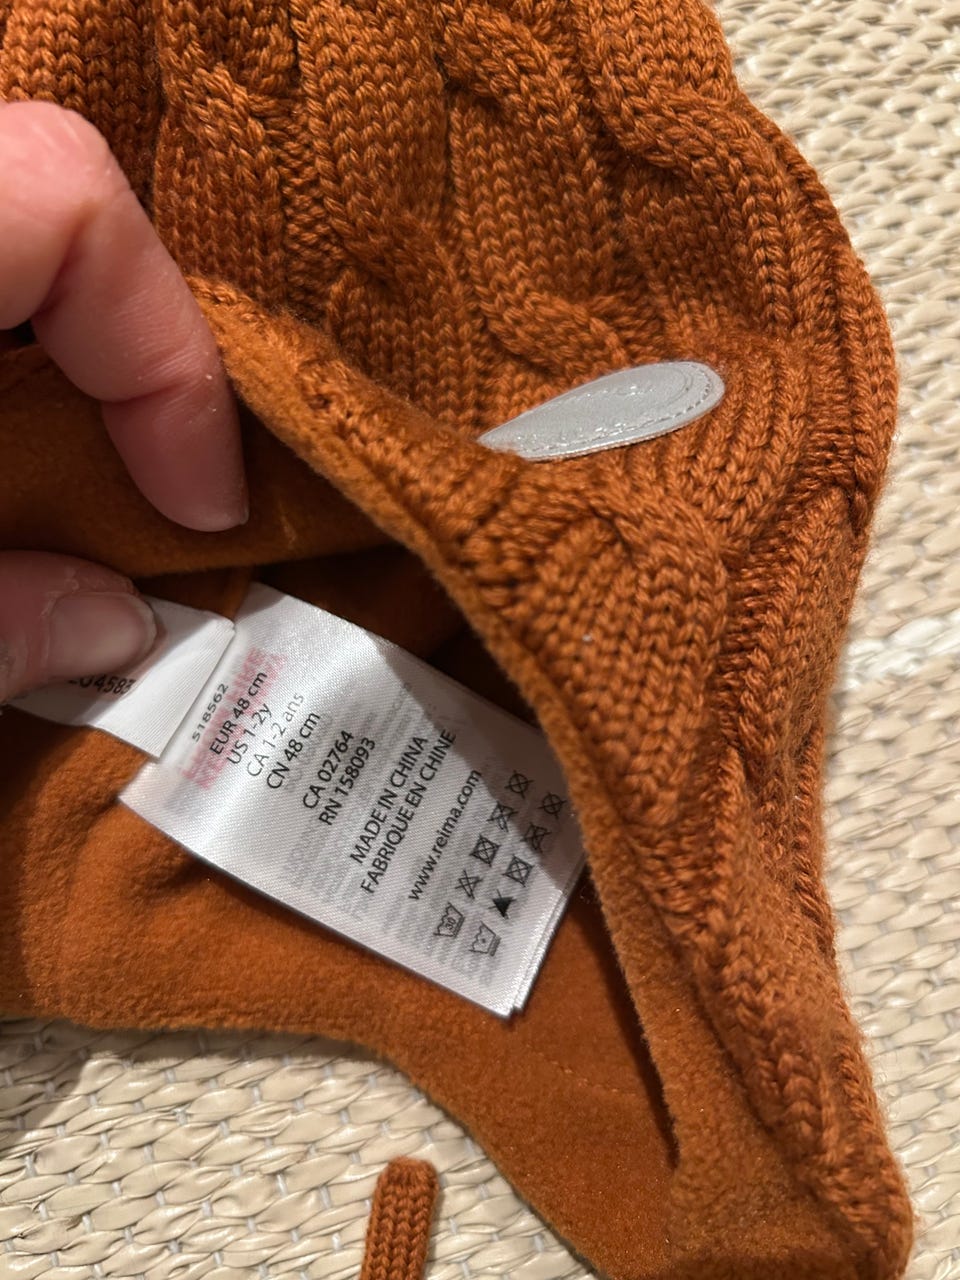 518562
EUR 48 cm
US 1-2y
CA 1-2 ans
CN 48 cm
CA 02764
RN 158093
MADE IN CHINA
FABRIQUE EN CHINE
www.reima.com
30